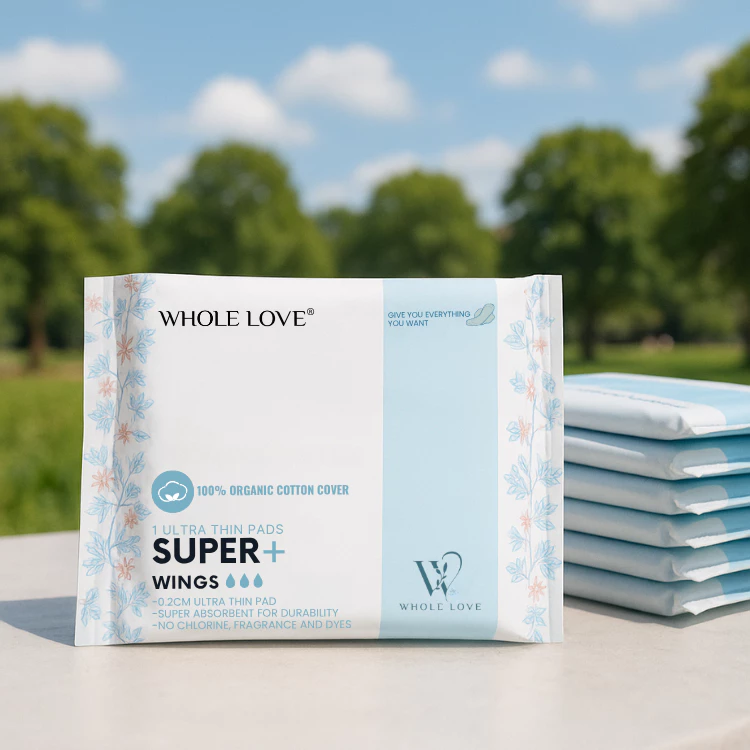 WHOLE LOVE®
GIVE YOU EVERYTHING
YOU WANT
100% ORGANIC COTTON COVER
1 ULTRA THIN PADS
SUPER+
WINGS
-0.2CM ULTRA THIN PAD
-SUPER ABSORBENT FOR DURABILITY
-NO CHLORINE, FRAGRANCE AND DYES
W
WHOLE LOVE